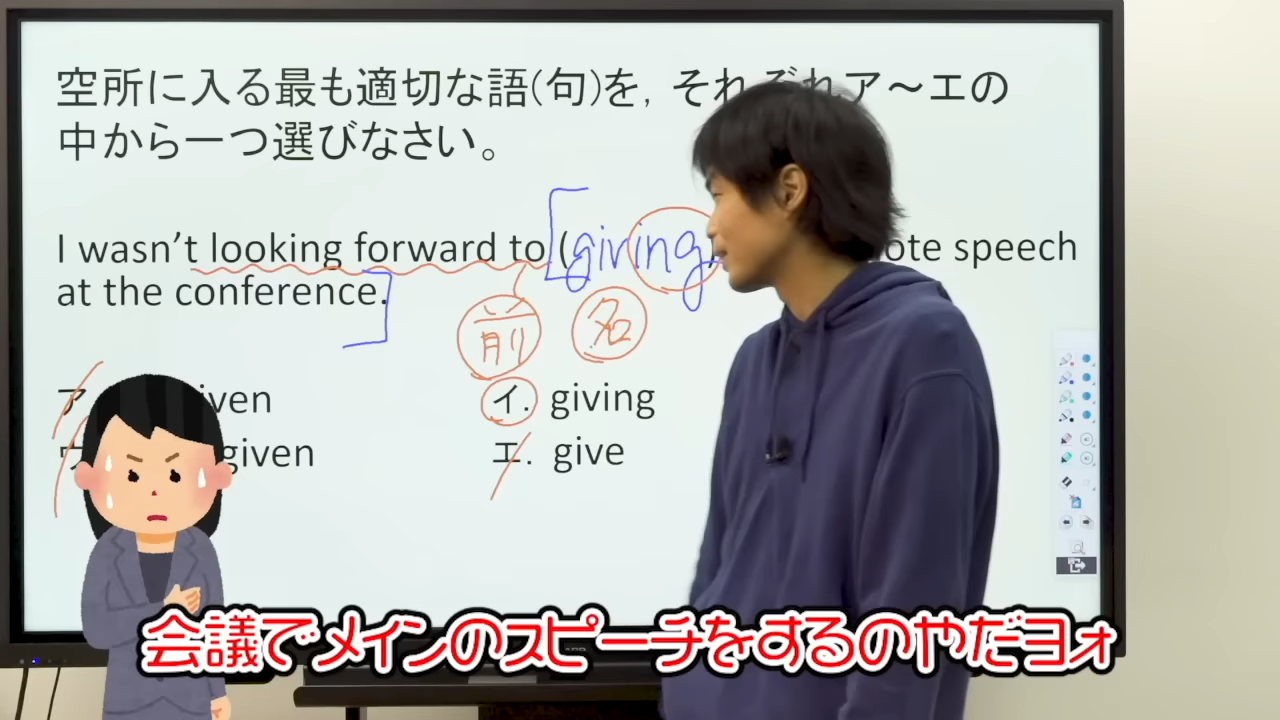 空所に入る最も適切な語(句)を, それぞれア～エの
中から一つ選びなさい。
I wasn't looking forward to (giving) ote speech
at the conference.
前 名
ア iven イ. giving
given エ. give
会議でメインのスピーチをするのやだヨォ